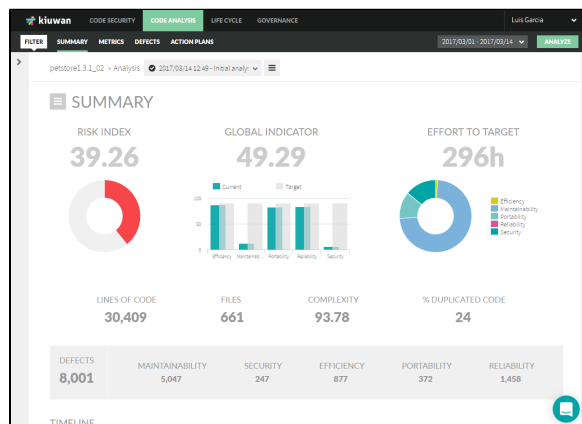 kiuwan CODE SECURITY CODE ANALYSIS LIFE CYCLE GOVERNANCE Luis Garcia
FILTER SUMMARY METRICS DEFECTS ACTION PLANS 2017/03/01 - 2017/03/14 ANALYZE
petstore1.3.1_02 » Analysis 2017/03/14 12:49 - Initial analy:
SUMMARY
RISK INDEX GLOBAL INDICATOR EFFORT TO TARGET
39.26 49.29 296h
Current Target
100
50
0
Efficiency Maintainab... Portability Reliability Security
Efficiency
Maintainability
Portability
Reliability
Security
LINES OF CODE FILES COMPLEXITY % DUPLICATED CODE
30,409 661 93.78 24
DEFECTS MAINTAINABILITY SECURITY EFFICIENCY PORTABILITY RELIABILITY
8,001 5,047 247 877 372 1,458
TIMELINE